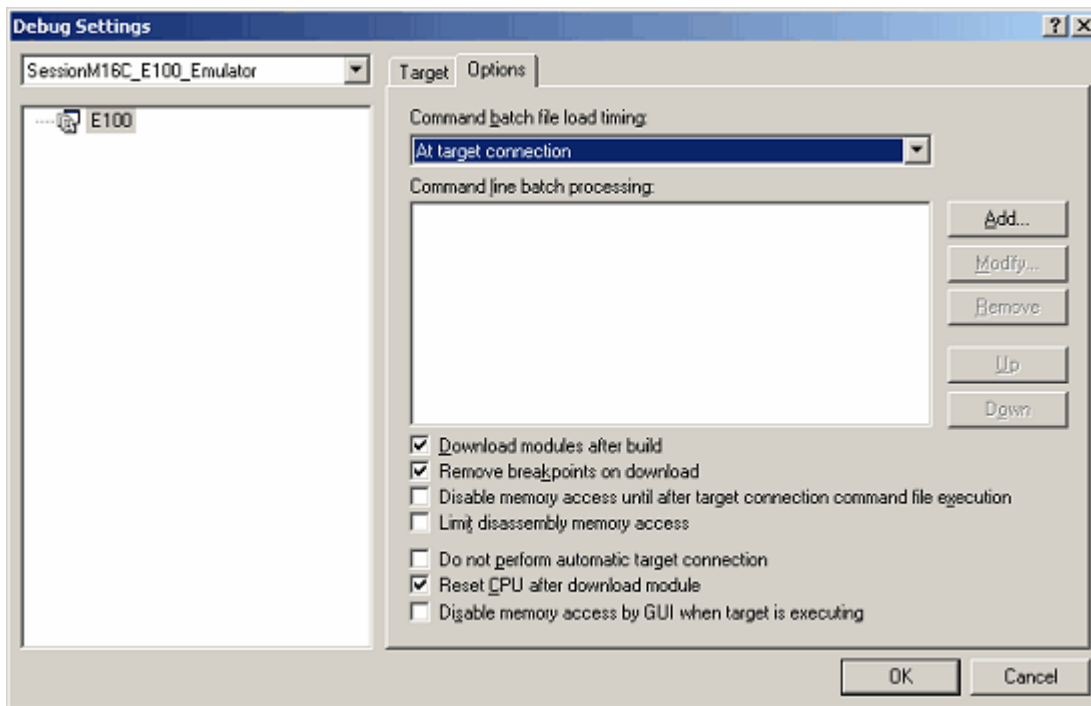 Debug Settings
SessionM16C_E100_Emulator
E100
Target
Options
Command batch file load timing:
At target connection
Command line batch processing:
Add...
Modify...
Remove
Up
Down
Download modules after build
Remove breakpoints on download
Disable memory access until after target connection command file execution
Limit disassembly memory access
Do not perform automatic target connection
Reset CPU after download module
Disable memory access by GUI when target is executing
OK
Cancel